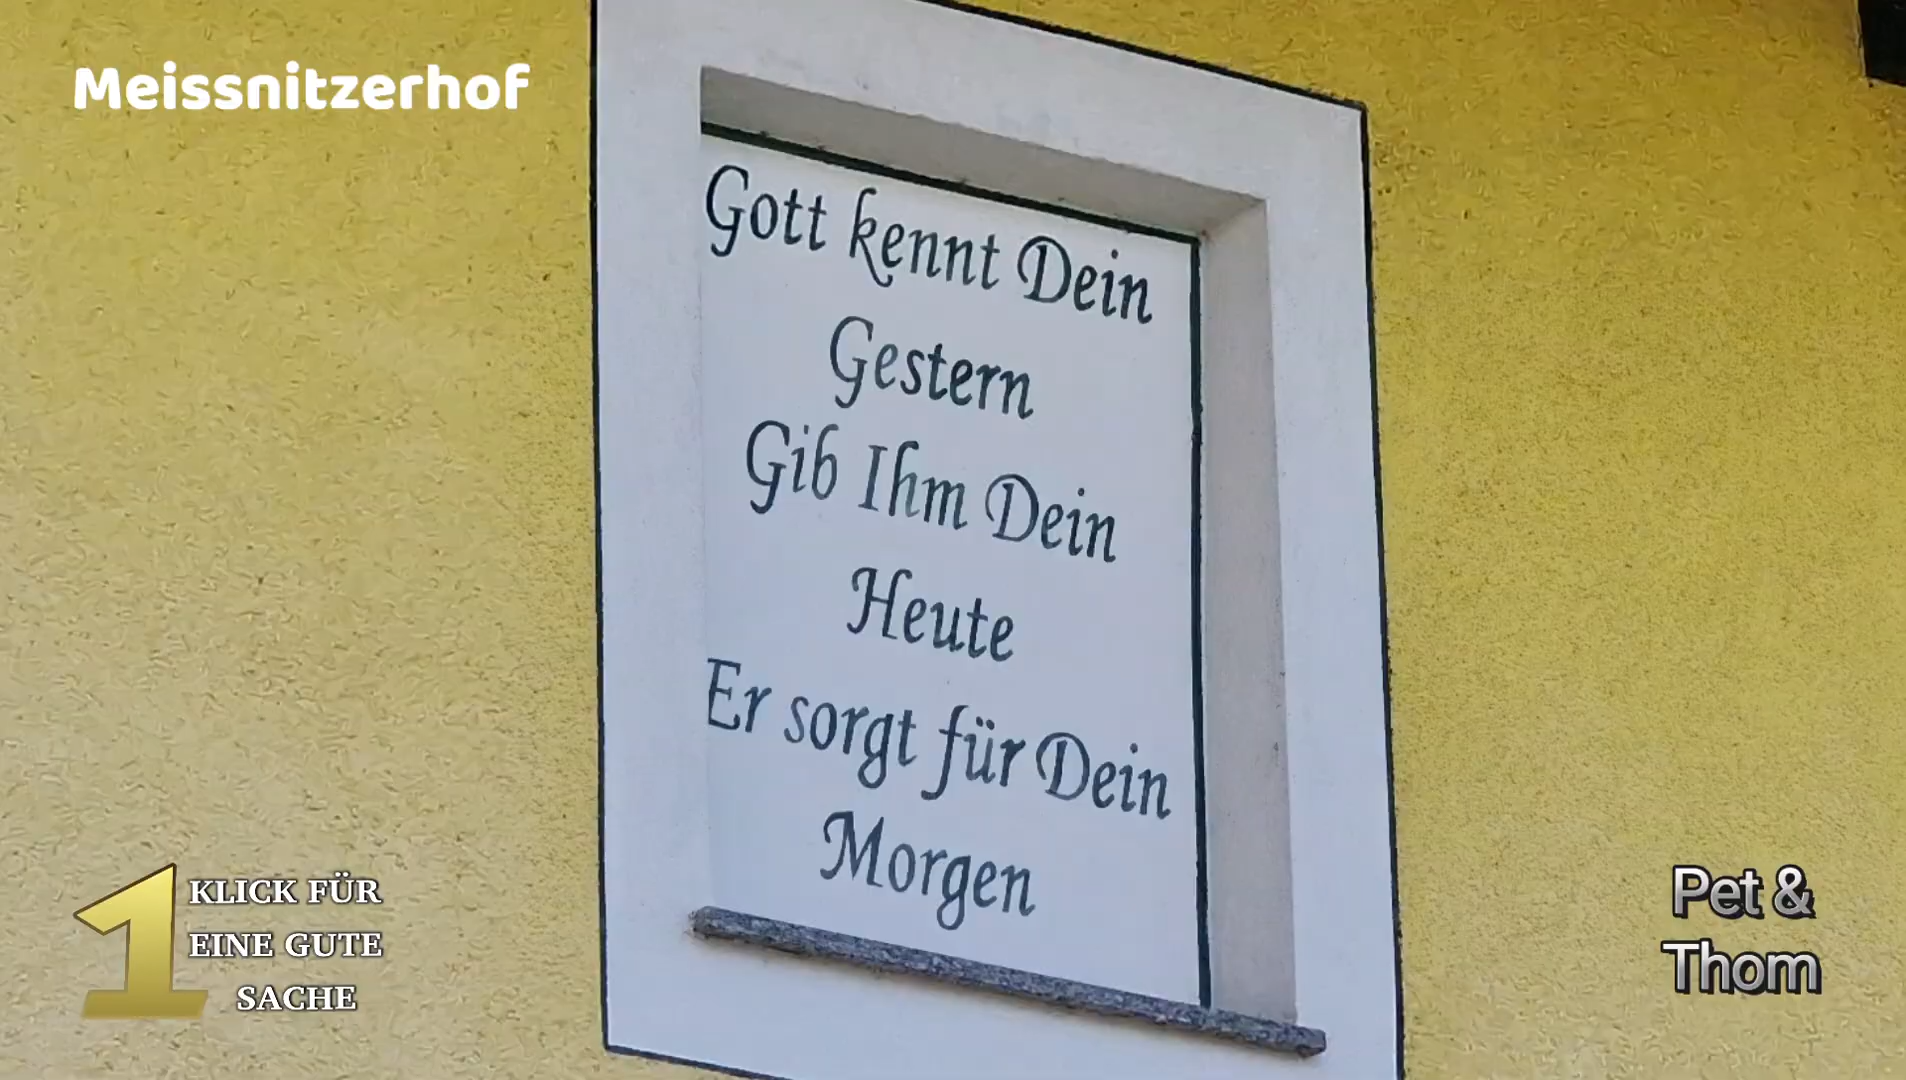 Meissnitzerhof
Gott kennt Dein
Gestern
Gib Ihm Dein
Heute
Er sorgt für Dein
Morgen
1 KLICK FÜR
EINE GUTE
SACHE
Pet &
Thom